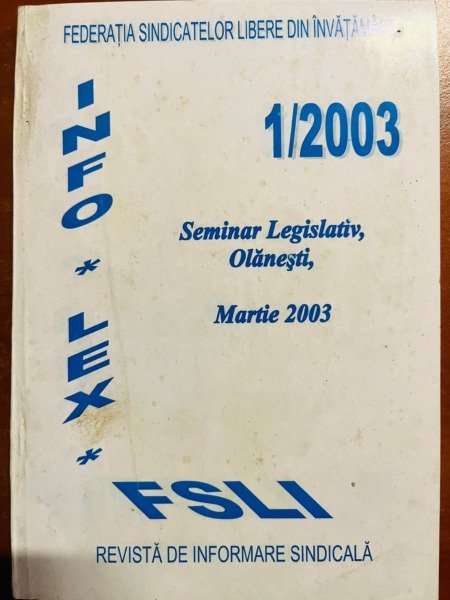 FEDERAȚIA SINDICATELOR LIBERE DIN ÎNVĂȚĂMÂNT
INFO * LEX *
1/2003
Seminar Legislativ,
Olănești,
Martie 2003
FSLI
REVISTĂ DE INFORMARE SINDICALĂ